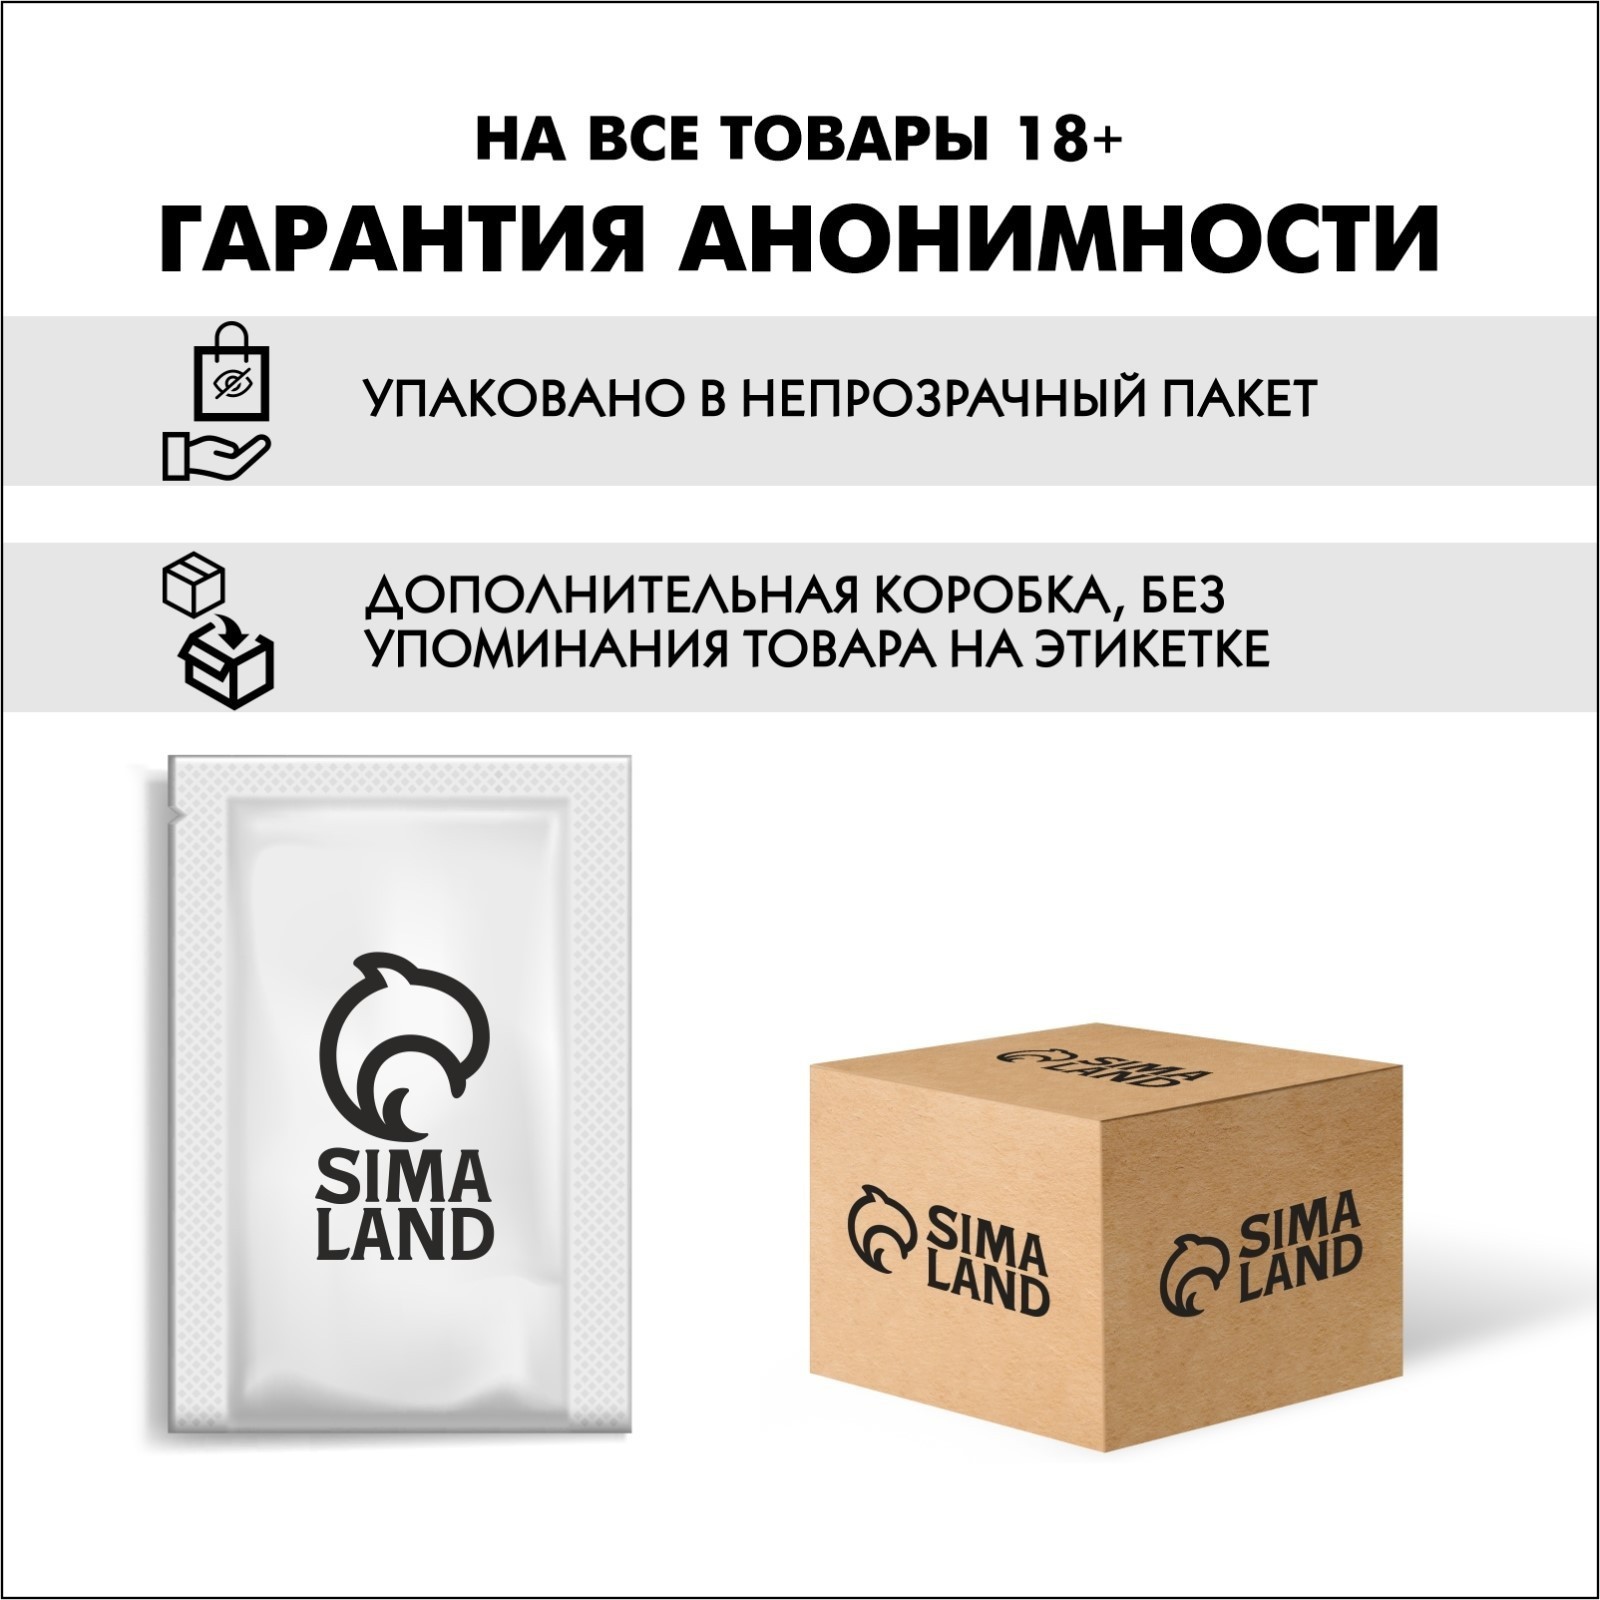 НА ВСЕ ТОВАРЫ 18+
ГАРАНТИЯ АНОНИМНОСТИ
УПАКОВАНО В НЕПРОЗРАЧНЫЙ ПАКЕТ
ДОПОЛНИТЕЛЬНАЯ КОРОБКА, БЕЗ
УПОМИНАНИЯ ТОВАРА НА ЭТИКЕТКЕ
SIMA
LAND
SIMA
LAND
SIMA
LAND
SIMA
LAND